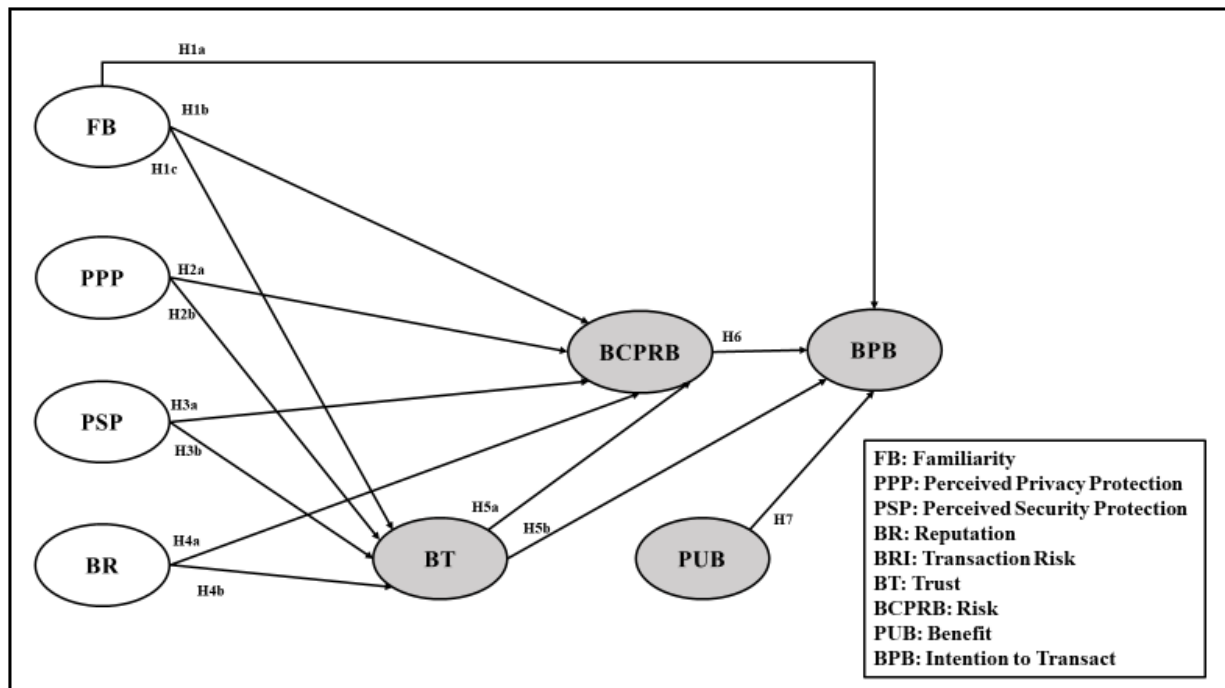 H1a
FB
H1b
H1c
PPP
H2a
H2b
BCPRB
H6
BPB
PSP
H3a
H3b
BR
H4a
H4b
BT
H5a
H5b
PUB
H7
FB: Familiarity
PPP: Perceived Privacy Protection
PSP: Perceived Security Protection
BR: Reputation
BRI: Transaction Risk
BT: Trust
BCPRB: Risk
PUB: Benefit
BPB: Intention to Transact